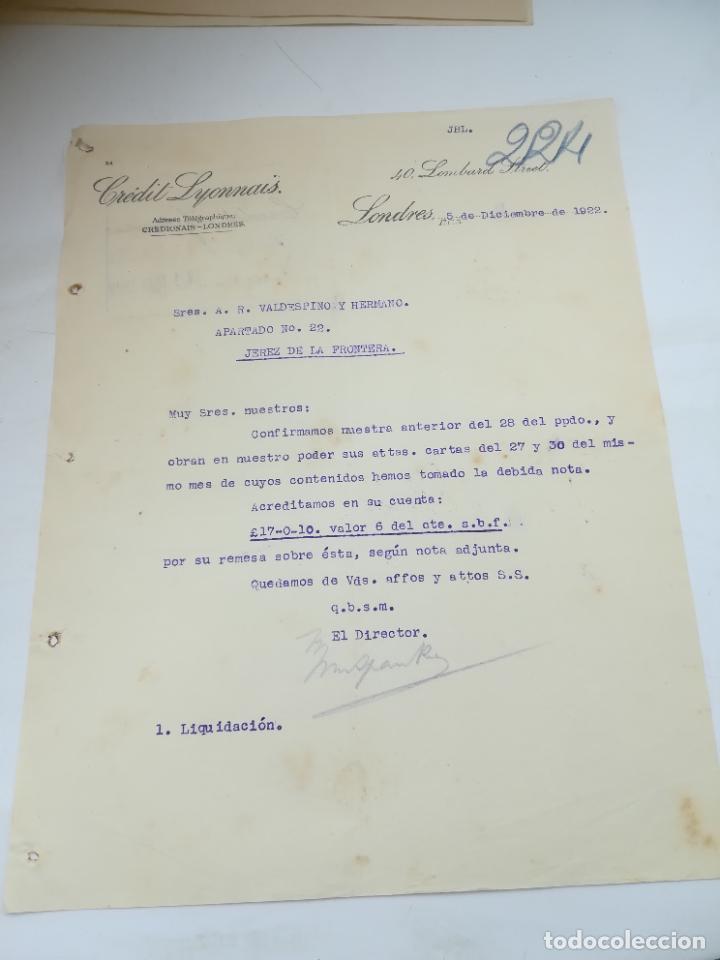 JBL.
224
Crédit Lyonnais.
40, Lombard Street.
Adresse Télégraphique:
CREDIONAIS-LONDRES
Londres, 5 de Diciembre de 1922.
Sres. A. R. VALDESPINO Y HERMANO.
APARTADO No. 22.
JEREZ DE LA FRONTERA.
Muy Sres. nuestros:
Confirmamos nuestra anterior del 28 del ppdo., y
obran en nuestro poder sus attas. cartas del 27 y 30 del mis-
mo mes de cuyos contenidos hemos tomado la debida nota.
Acreditamos en su cuenta:
£17-0-10. valor 6 del cte. s.b.f.
por su remesa sobre ésta, según nota adjunta.
Quedamos de Vds. affos y attos S.S.
q.b.s.m.
El Director.
1. Liquidación.
todocoleccion.net